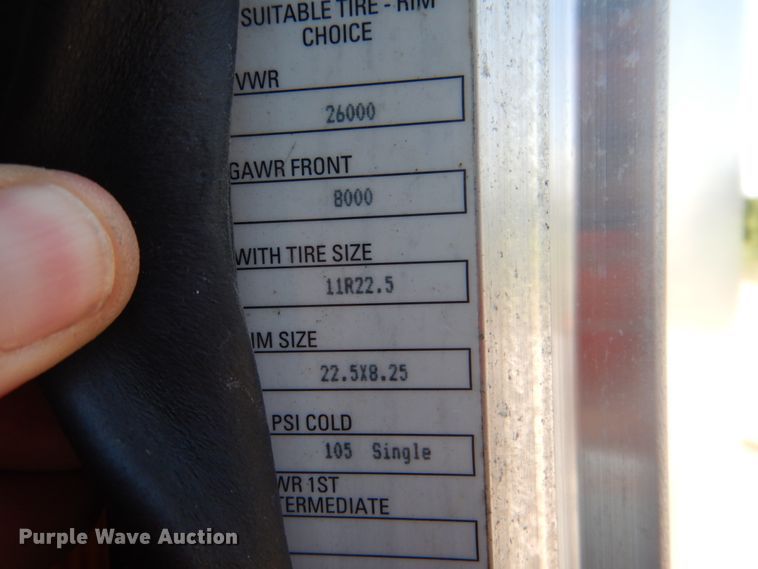 SUITABLE TIRE - RIM
CHOICE
VWR
26000
GAWR FRONT
8000
WITH TIRE SIZE
11R22.5
IM SIZE
22.5X8.25
PSI COLD
105 Single
WR 1ST
TERMEDIATE
Purple Wave Auction